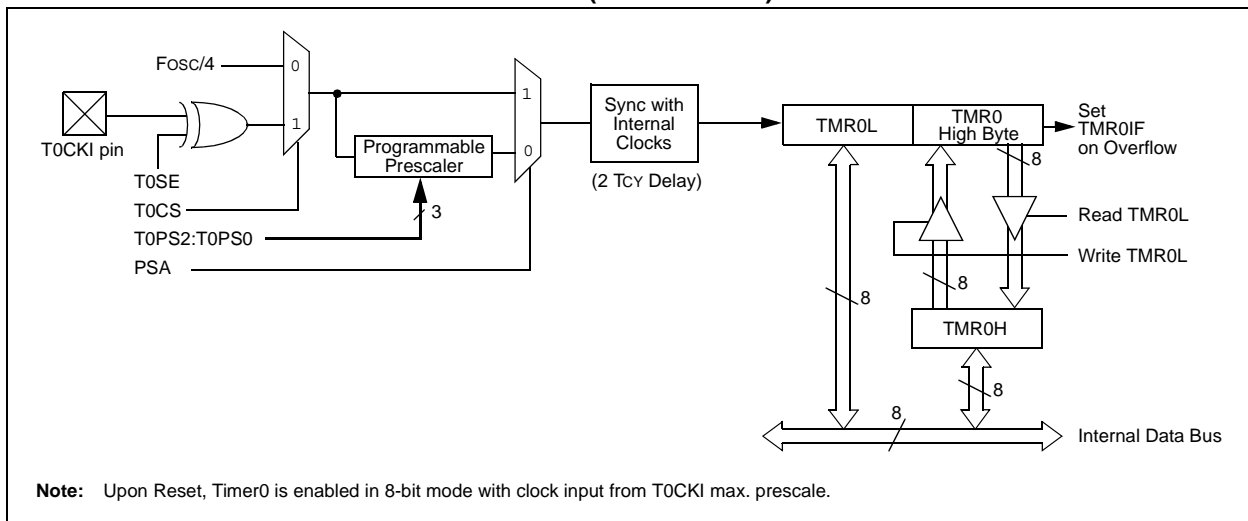 FOSC/4
0
1
T0CKI pin
T0SE
T0CS
T0PS2:T0PS0
PSA
Programmable
Prescaler
3
1
0
Sync with
Internal
Clocks
(2 TCY Delay)
TMR0L
TMR0
High Byte
Set
TMR0IF
on Overflow
8
Read TMR0L
Write TMR0L
8
8
TMR0H
8
8
Internal Data Bus
Note: Upon Reset, Timer0 is enabled in 8-bit mode with clock input from T0CKI max. prescale.